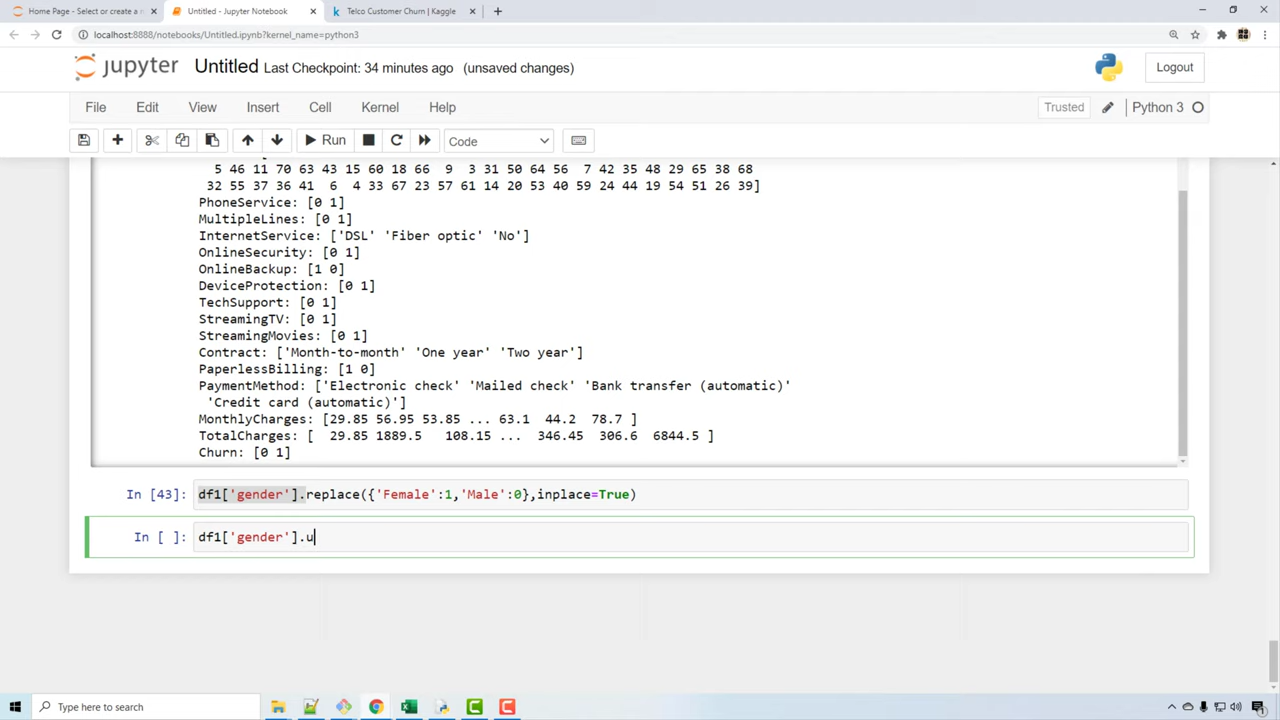 Home Page - Select or create a n
Untitled - Jupyter Notebook
Telco Customer Churn | Kaggle
localhost:8888/notebooks/Untitled.ipynb?kernel_name=python3
jupyter Untitled Last Checkpoint: 34 minutes ago (unsaved changes) Logout
File Edit View Insert Cell Kernel Help Trusted Python 3
Run Code
5 46 11 70 63 43 15 60 18 66 9 3 31 50 64 56 7 42 35 48 29 65 38 68
32 55 37 36 41 6 4 33 67 23 57 61 14 20 53 40 59 24 44 19 54 51 26 39]
PhoneService: [0 1]
MultipleLines: [0 1]
InternetService: ['DSL' 'Fiber optic' 'No']
OnlineSecurity: [0 1]
OnlineBackup: [1 0]
DeviceProtection: [0 1]
TechSupport: [0 1]
StreamingTV: [0 1]
StreamingMovies: [0 1]
Contract: ['Month-to-month' 'One year' 'Two year']
PaperlessBilling: [1 0]
PaymentMethod: ['Electronic check' 'Mailed check' 'Bank transfer (automatic)'
'Credit card (automatic)']
MonthlyCharges: [29.85 56.95 53.85 ... 63.1 44.2 78.7 ]
TotalCharges: [ 29.85 1889.5 108.15 ... 346.45 306.6 6844.5 ]
Churn: [0 1]
In [43]: df1['gender'].replace({'Female':1,'Male':0},inplace=True)
In [ ]: df1['gender'].u
Type here to search